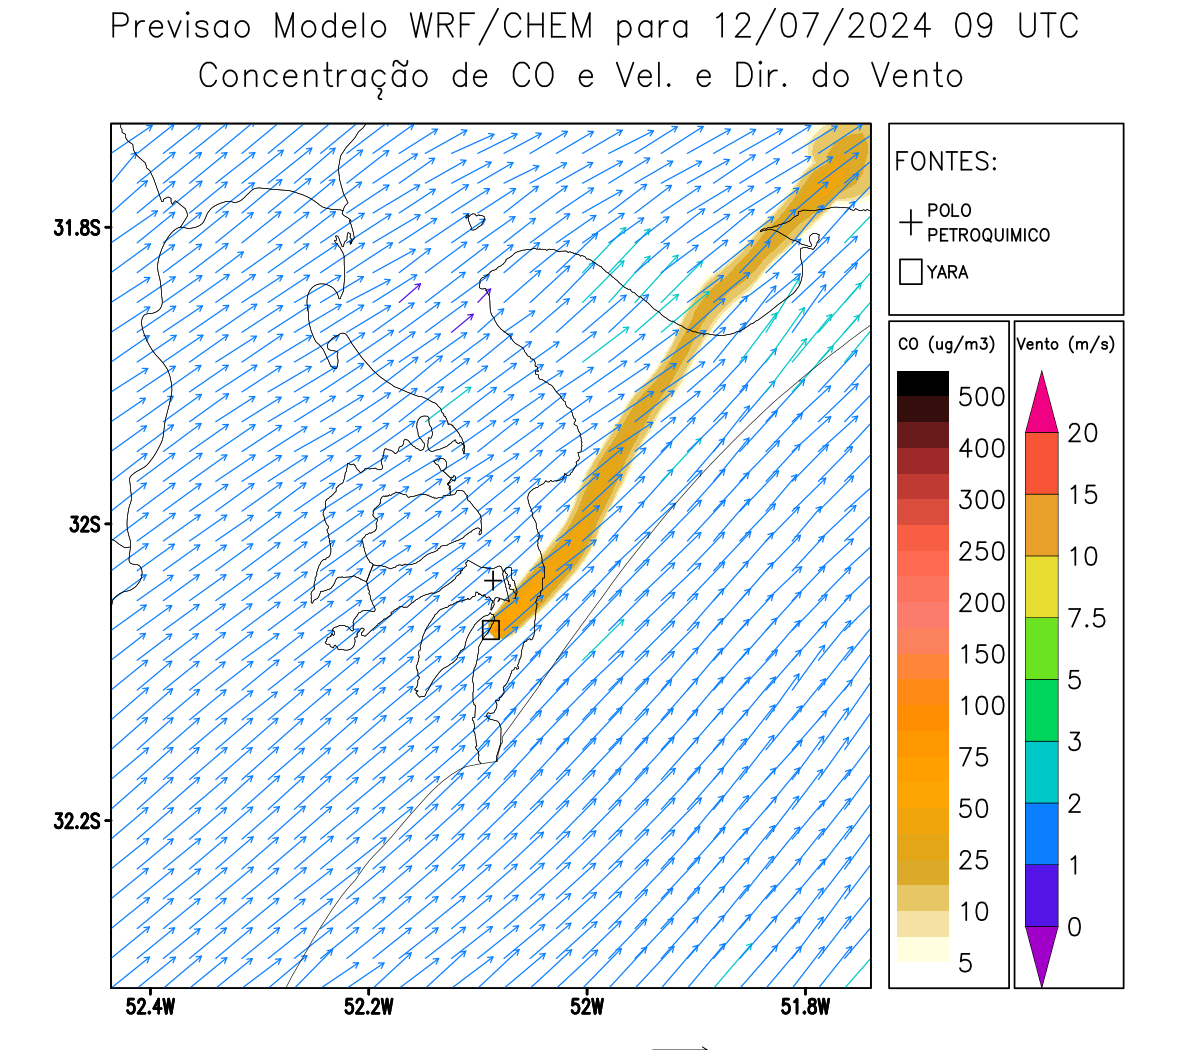 Previsao Modelo WRF/CHEM para 12/07/2024 09 UTC
Concentração de CO e Vel. e Dir. do Vento
FONTES:
POLO
PETROQUIMICO
YARA
31.8S
32S
32.2S
52.4W
52.2W
52W
51.8W
CO (ug/m3)
500
400
300
250
200
150
100
75
50
25
10
5
Vento (m/s)
20
15
10
7.5
5
3
2
1
0